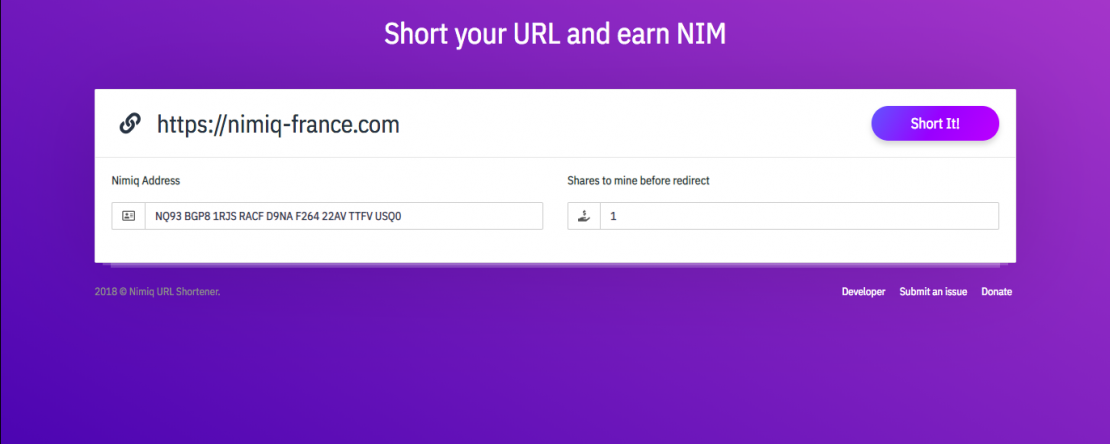 Short your URL and earn NIM
https://nimiq-france.com
Short It!
Nimiq Address
Shares to mine before redirect
NQ93 BGP8 1RJS RACF D9NA F264 22AV TTFV USQ0
1
2018 © Nimiq URL Shortener.
Developer Submit an issue Donate